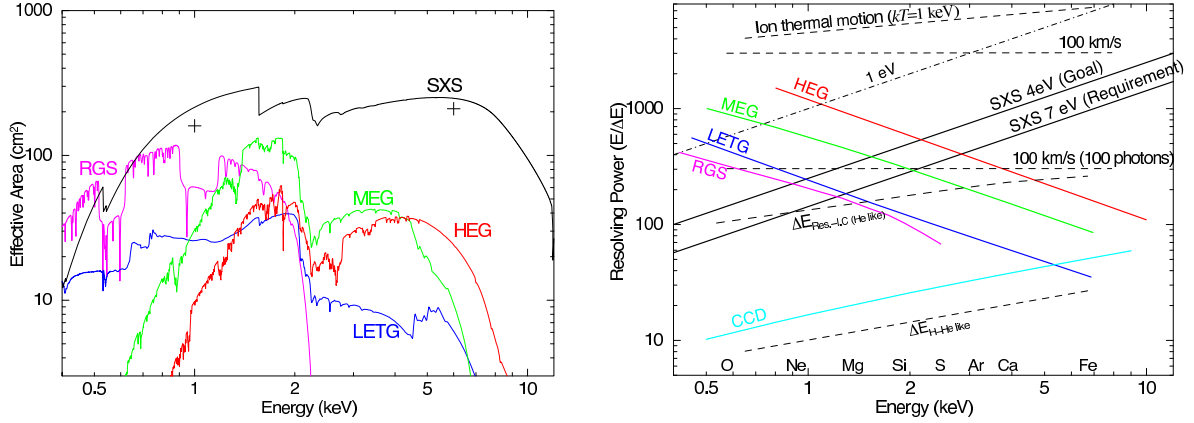 1000
100
10
Effective Area (cm²)
SXS
RGS
MEG
HEG
LETG
0.5 1 2 5 10
Energy (keV)
1000
100
10
Resolving Power (E/ΔE)
Ion thermal motion (kT=1 keV)
100 km/s
1 eV
HEG
MEG
LETG
RGS
SXS 4eV (Goal)
SXS 7 eV (Requirement)
100 km/s (100 photons)
ΔE Res.–I.C (He like)
CCD
ΔE H–He like
O Ne Mg Si S Ar Ca Fe
0.5 1 2 5 10
Energy (keV)